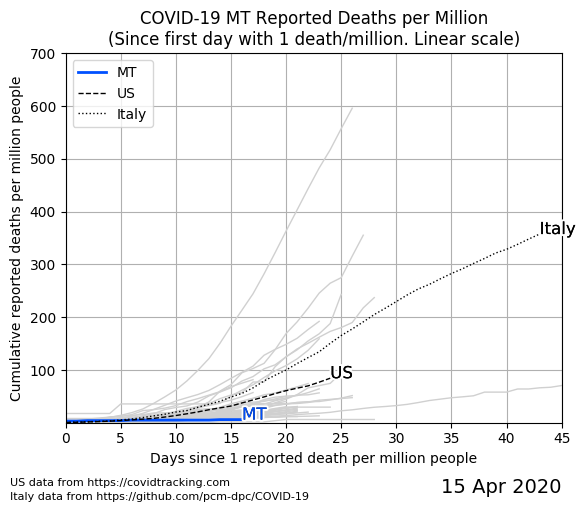 COVID-19 MT Reported Deaths per Million
(Since first day with 1 death/million. Linear scale)
Cumulative reported deaths per million people
700
600
500
400
300
200
100
MT
US
Italy
Italy
US
MT
0 5 10 15 20 25 30 35 40 45
Days since 1 reported death per million people
US data from https://covidtracking.com
Italy data from https://github.com/pcm-dpc/COVID-19
15 Apr 2020